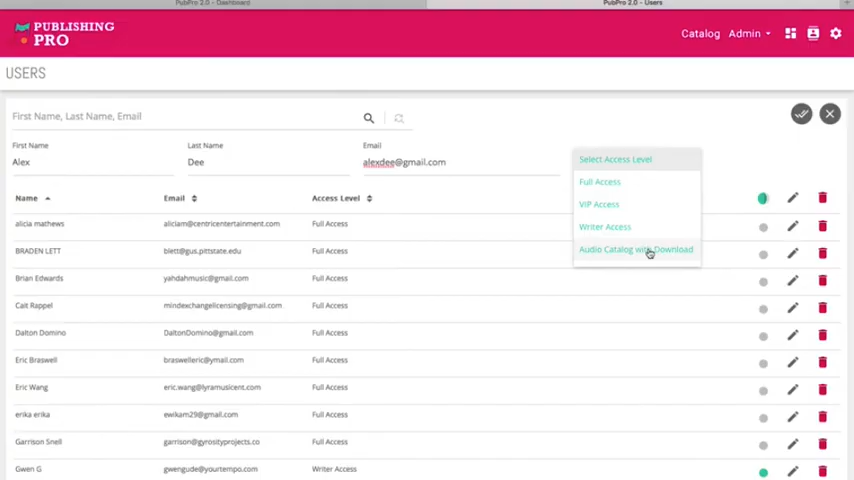 PubPro 2.0 - Dashboard
PubPro 2.0 - Users
PUBLISHING
PRO
Catalog
Admin
USERS
First Name, Last Name, Email
First Name
Last Name
Email
Alex
Dee
alexdee@gmail.com
Select Access Level
Full Access
VIP Access
Writer Access
Audio Catalog with Download
Name
Email
Access Level
alicia mathews
aliciam@centricentertainment.com
Full Access
BRADEN LETT
blett@gus.pittstate.edu
Full Access
Brian Edwards
yahdahmusic@gmail.com
Full Access
Cait Rappel
mindexchangelicensing@gmail.com
Full Access
Dalton Domino
DaltonDomino@gmail.com
Full Access
Eric Braswell
braswelleric@ymail.com
Full Access
Eric Wang
eric.wang@lyramusicent.com
Full Access
erika erika
ewikam29@gmail.com
Full Access
Garrison Snell
garrison@gyrosityprojects.co
Full Access
Gwen G
gwengude@yourtempo.com
Writer Access